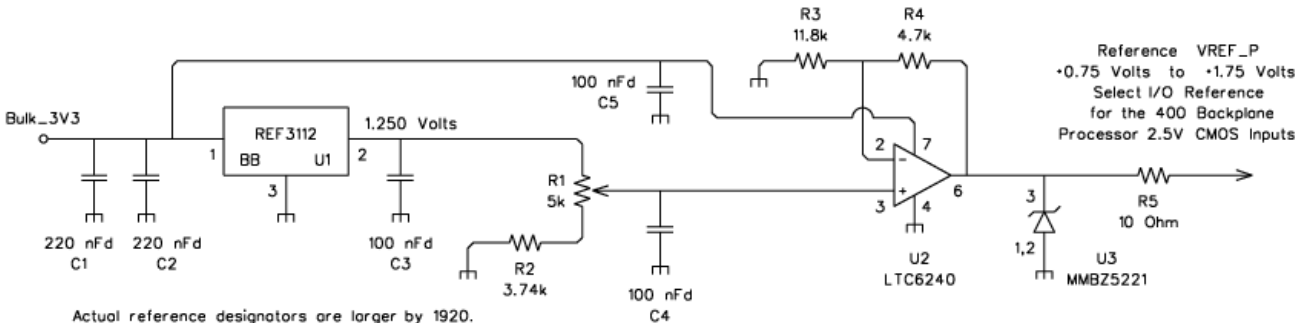 R3
11.8k
R4
4.7k
Reference VREF_P
+0.75 Volts to +1.75 Volts
Select I/O Reference
for the 400 Backplane
Processor 2.5V CMOS Inputs
100 nFd
C5
Bulk_3V3
REF3112
BB U1
1
2
3
1.250 Volts
R1
5k
2
7
-
+
3
4
6
3
1,2
R5
10 Ohm
220 nFd
C1
220 nFd
C2
100 nFd
C3
R2
3.74k
100 nFd
C4
U2
LTC6240
U3
MMBZ5221
Actual reference designators are larger by 1920.